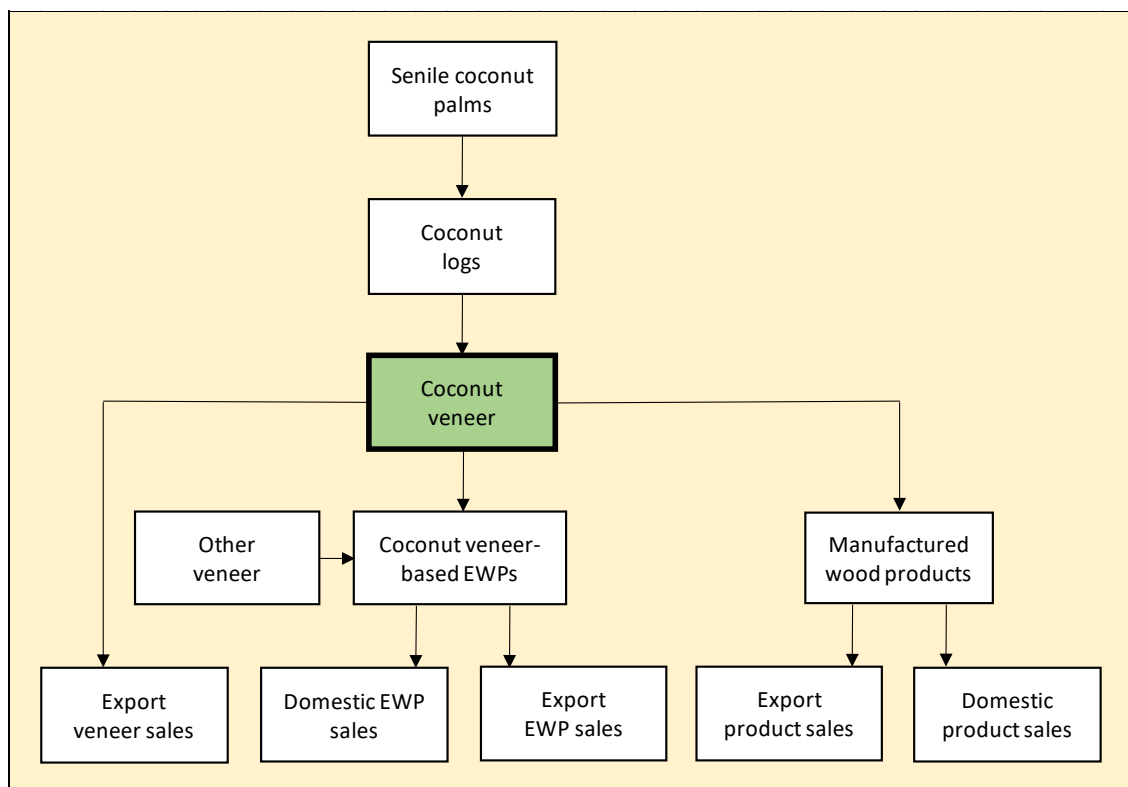 Senile coconut
palms
Coconut
logs
Coconut
veneer
Other
veneer
Coconut veneer-
based EWPs
Manufactured
wood products
Export
veneer sales
Domestic EWP
sales
Export
EWP sales
Export
product sales
Domestic
product sales